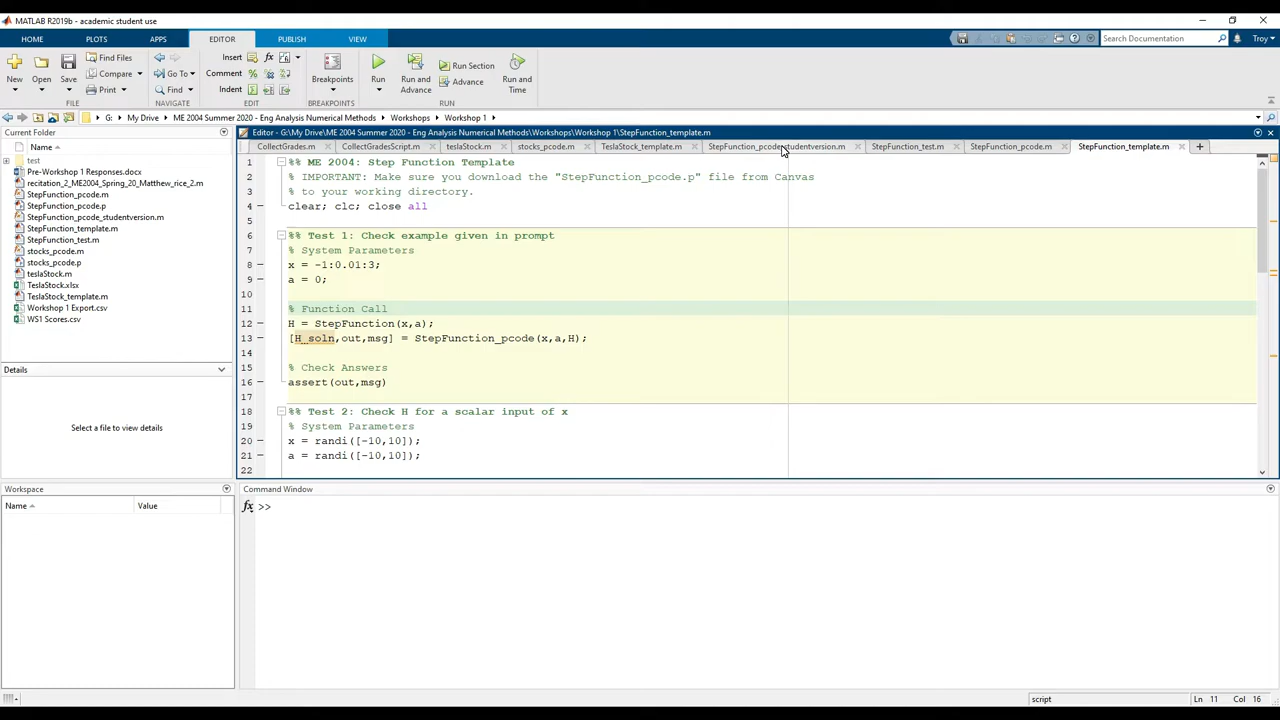 MATLAB R2019b - academic student use
HOME PLOTS APPS EDITOR PUBLISH VIEW
Search Documentation Troy
New Open Save Find Files Compare Print Go To Find Insert fx Comment Indent Breakpoints Run Run and Advance Run Section Advance Run and Time
FILE NAVIGATE EDIT BREAKPOINTS RUN
G: My Drive ME 2004 Summer 2020 - Eng Analysis Numerical Methods Workshops Workshop 1
Current Folder
Name
test
Pre-Workshop 1 Responses.docx
recitation_2_ME2004_Spring_20_Matthew_rice_2.m
StepFunction_pcode.m
StepFunction_pcode.p
StepFunction_pcode_studentversion.m
StepFunction_template.m
StepFunction_test.m
stocks_pcode.m
stocks_pcode.p
teslaStock.m
TeslaStock.xlsx
TeslaStock_template.m
Workshop 1 Export.csv
WS1 Scores.csv
Details
Select a file to view details
Workspace
Name Value
Editor - G:\My Drive\ME 2004 Summer 2020 - Eng Analysis Numerical Methods\Workshops\Workshop 1\StepFunction_template.m
CollectGrades.m CollectGradesScript.m teslaStock.m stocks_pcode.m TeslaStock_template.m StepFunction_pcode_studentversion.m StepFunction_test.m StepFunction_pcode.m StepFunction_template.m
1 %% ME 2004: Step Function Template
2 % IMPORTANT: Make sure you download the "StepFunction_pcode.p" file from Canvas
3 % to your working directory.
4 clear; clc; close all
5
6 %% Test 1: Check example given in prompt
7 % System Parameters
8 x = -1:0.01:3;
9 a = 0;
10
11 % Function Call
12 H = StepFunction(x,a);
13 [H_soln,out,msg] = StepFunction_pcode(x,a,H);
14
15 % Check Answers
16 assert(out,msg)
17
18 %% Test 2: Check H for a scalar input of x
19 % System Parameters
20 x = randi([-10,10]);
21 a = randi([-10,10]);
22
Command Window
fx >>
script Ln 11 Col 16